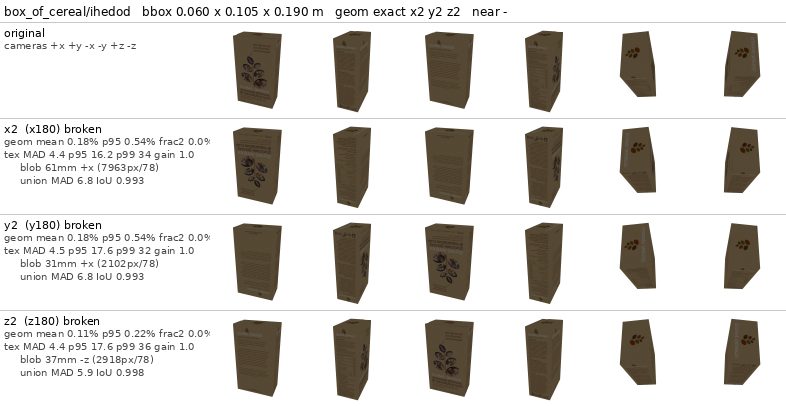 box_of_cereal/ihedod   bbox 0.060 x 0.105 x 0.190 m   geom exact x2 y2 z2   near -
original
cameras +x +y -x -y +z -z
x2  (x180) broken
geom mean 0.18% p95 0.54% frac2 0.0%
tex MAD 4.4 p95 16.2 p99 34 gain 1.0
blob 61mm +x (7963px/78)
union MAD 6.8 IoU 0.993
y2  (y180) broken
geom mean 0.18% p95 0.54% frac2 0.0%
tex MAD 4.5 p95 17.6 p99 32 gain 1.0
blob 31mm +x (2102px/78)
union MAD 6.8 IoU 0.993
z2  (z180) broken
geom mean 0.11% p95 0.22% frac2 0.0%
tex MAD 4.4 p95 17.6 p99 36 gain 1.0
blob 37mm -z (2918px/78)
union MAD 5.9 IoU 0.998